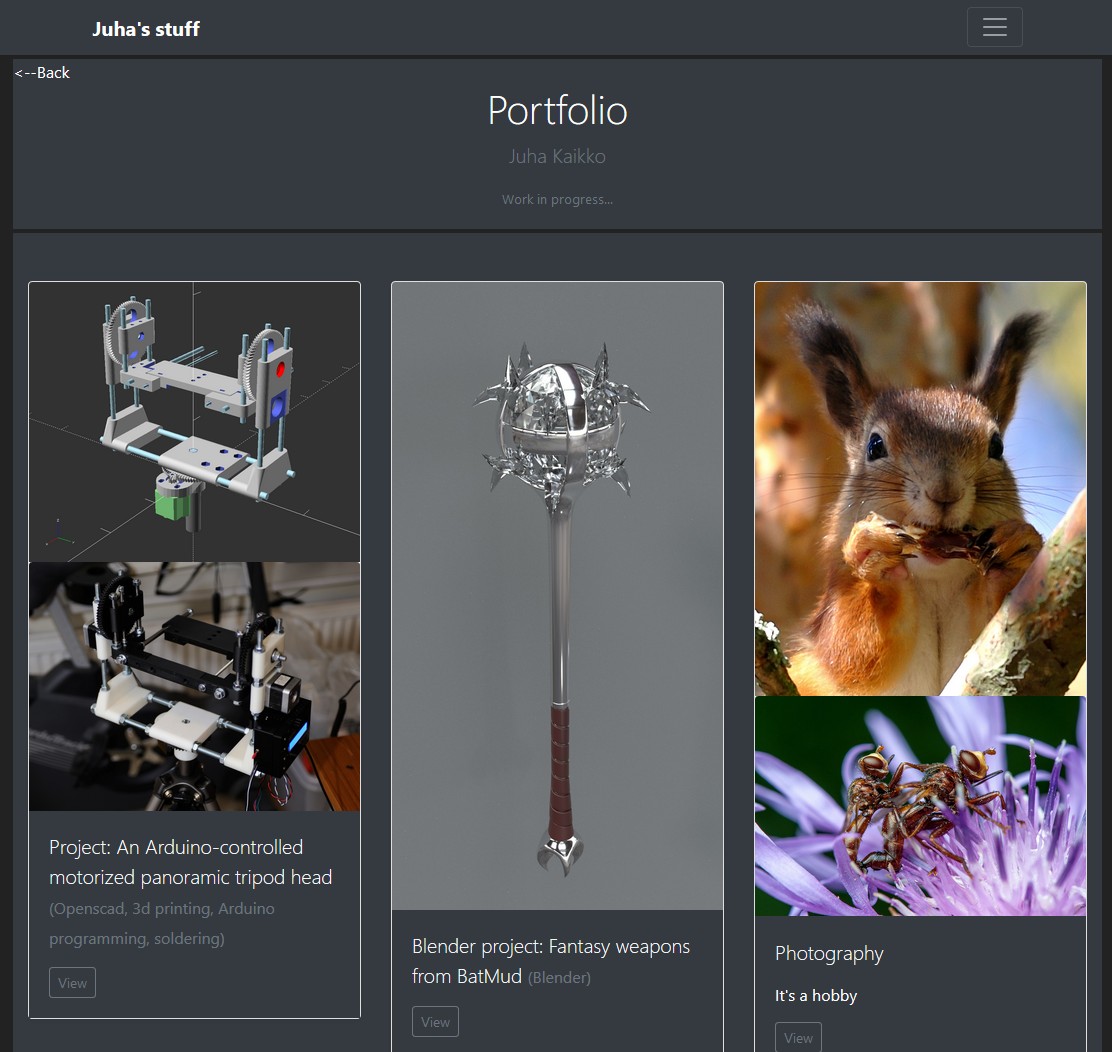 Juha's stuff
<--Back
Portfolio
Juha Kaikko
Work in progress...
Project: An Arduino-controlled
motorized panoramic tripod head
(Openscad, 3d printing, Arduino
programming, soldering)
View
Blender project: Fantasy weapons
from BatMud (Blender)
View
Photography
It's a hobby
View